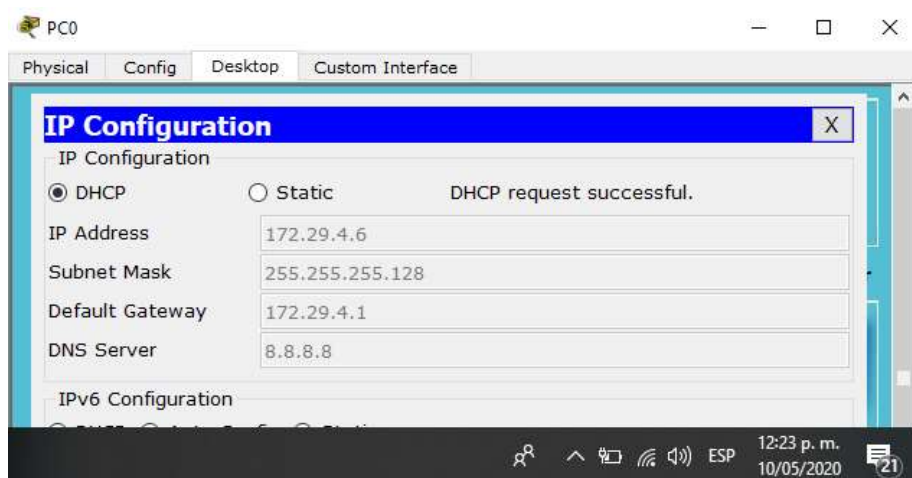 PC0
Physical Config Desktop Custom Interface
IP Configuration X
IP Configuration
DHCP Static DHCP request successful.
IP Address 172.29.4.6
Subnet Mask 255.255.255.128
Default Gateway 172.29.4.1
DNS Server 8.8.8.8
IPv6 Configuration
ESP 12:23 p. m.
10/05/2020 21